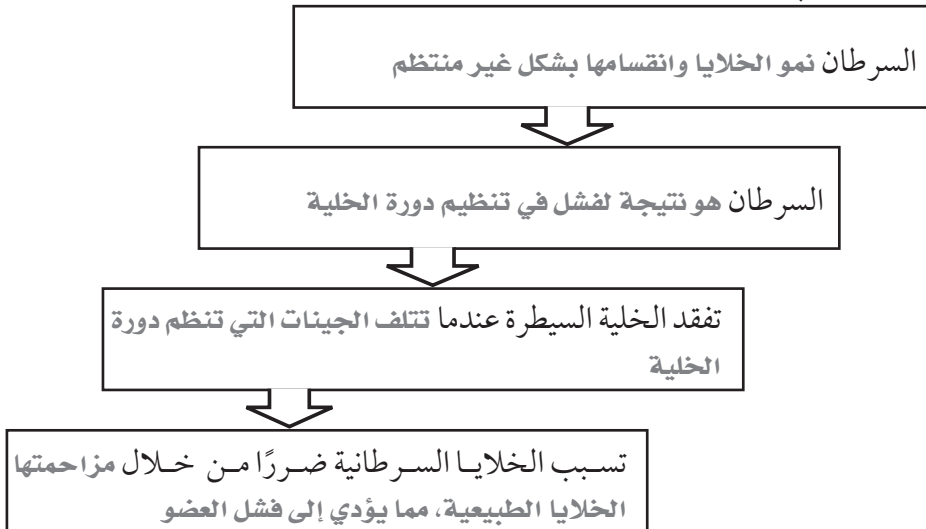 السرطان نمو الخلايا وانقسامها بشكل غير منتظم
السرطان هو نتيجة لفشل في تنظيم دورة الخلية
تفقد الخلية السيطرة عندما تتلف الجينات التي تنظم دورة
الخلية
تسبب الخلايا السرطانية ضررًا من خلال مزاحمتها
الخلايا الطبيعية، مما يؤدي إلى فشل العضو